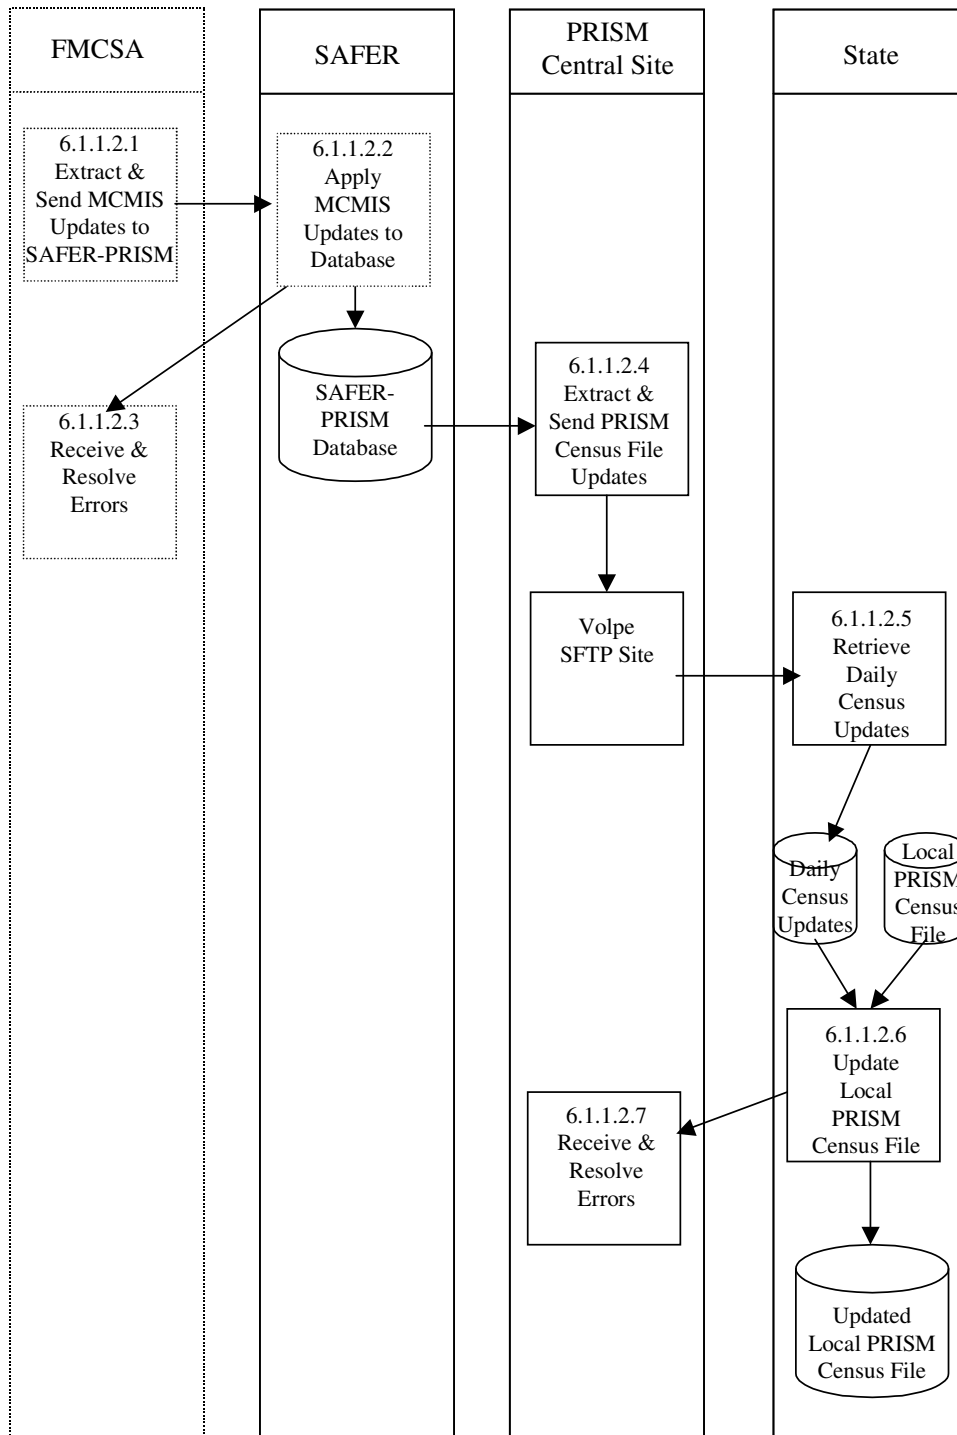 FMCSA
SAFER
PRISM
Central Site
State
6.1.1.2.1
Extract &
Send MCMIS
Updates to
SAFER-PRISM
6.1.1.2.2
Apply
MCMIS
Updates to
Database
SAFER-
PRISM
Database
6.1.1.2.3
Receive &
Resolve
Errors
6.1.1.2.4
Extract &
Send PRISM
Census File
Updates
Volpe
SFTP Site
6.1.1.2.5
Retrieve
Daily
Census
Updates
Daily
Census
Updates
Local
PRISM
Census
File
6.1.1.2.6
Update
Local
PRISM
Census File
6.1.1.2.7
Receive &
Resolve
Errors
Updated
Local PRISM
Census File